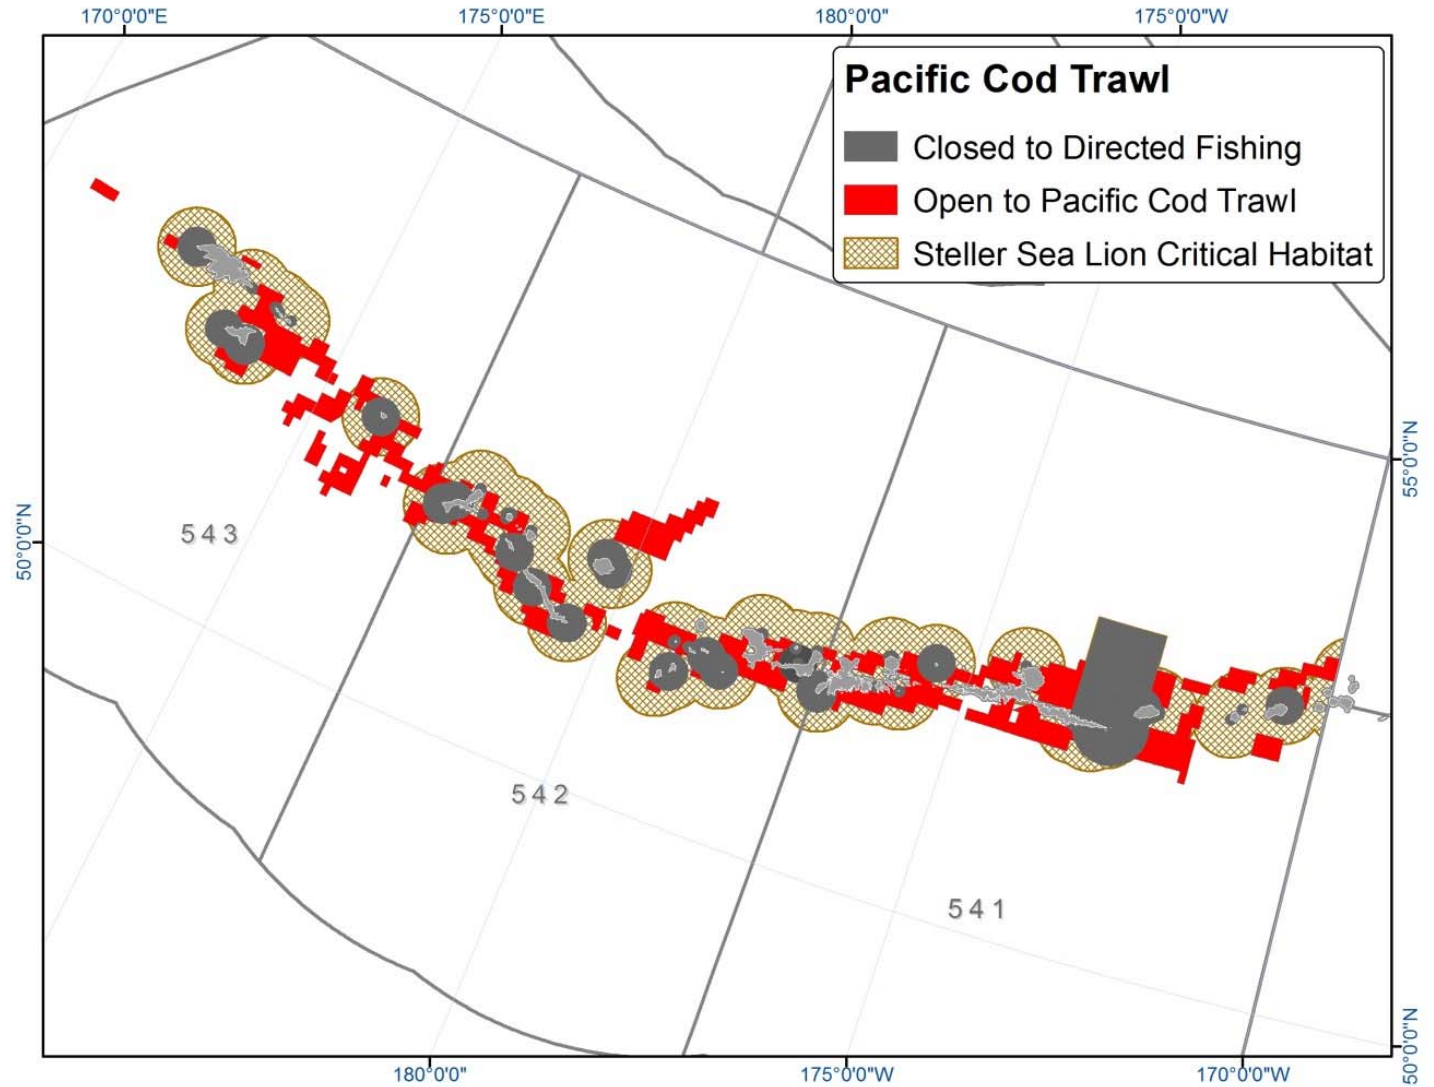 170°0'0"E
175°0'0"E
180°0'0"
175°0'0"W
Pacific Cod Trawl
Closed to Directed Fishing
Open to Pacific Cod Trawl
Steller Sea Lion Critical Habitat
55°0'0"N
50°0'0"N
543
542
541
50°0'0"N
180°0'0"
175°0'0"W
170°0'0"W